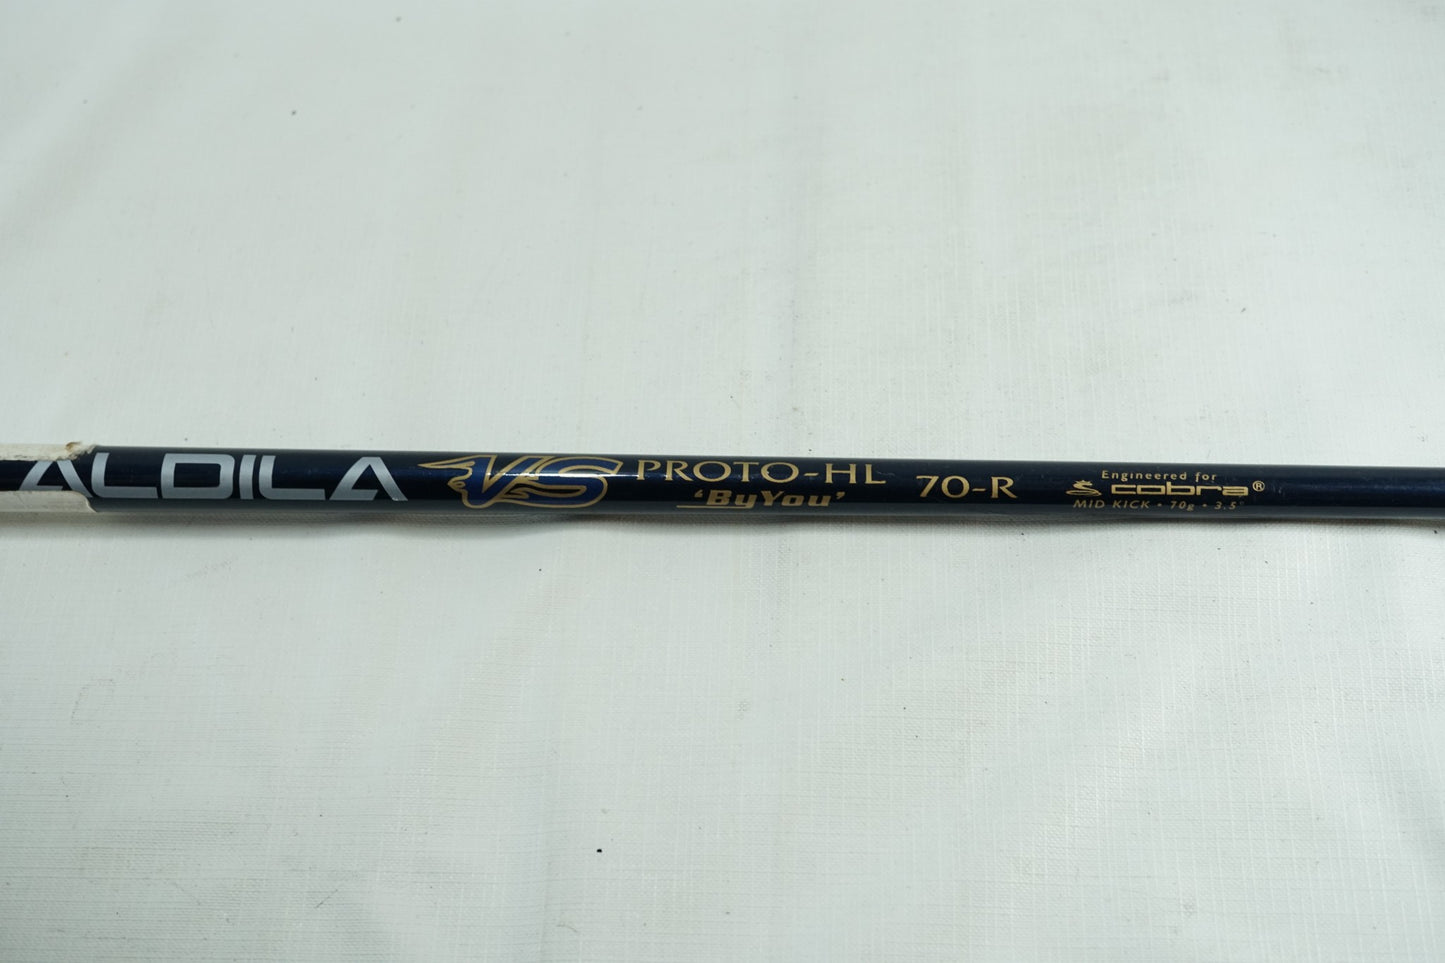 ALDILA VS PROTO-HL
'ByYou'
70-R
Engineered for
cobra®
MID KICK • 70g • 3.5°